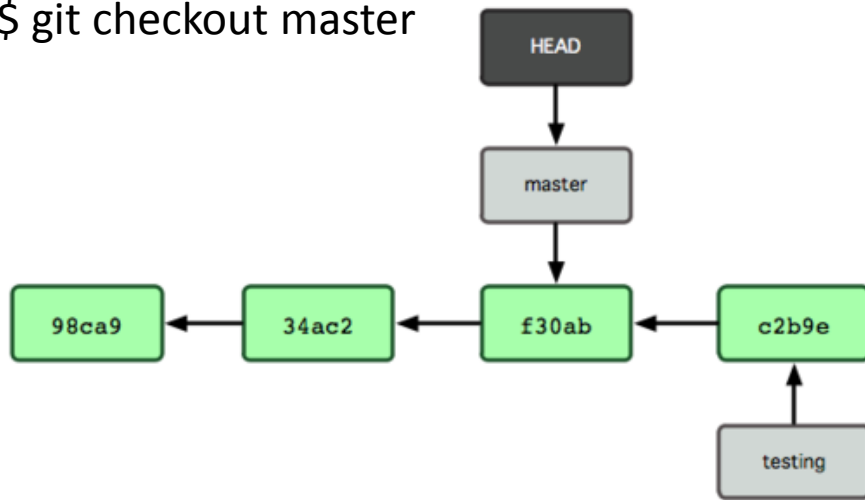 $ git checkout master
HEAD
master
98ca9 34ac2 f30ab c2b9e
testing